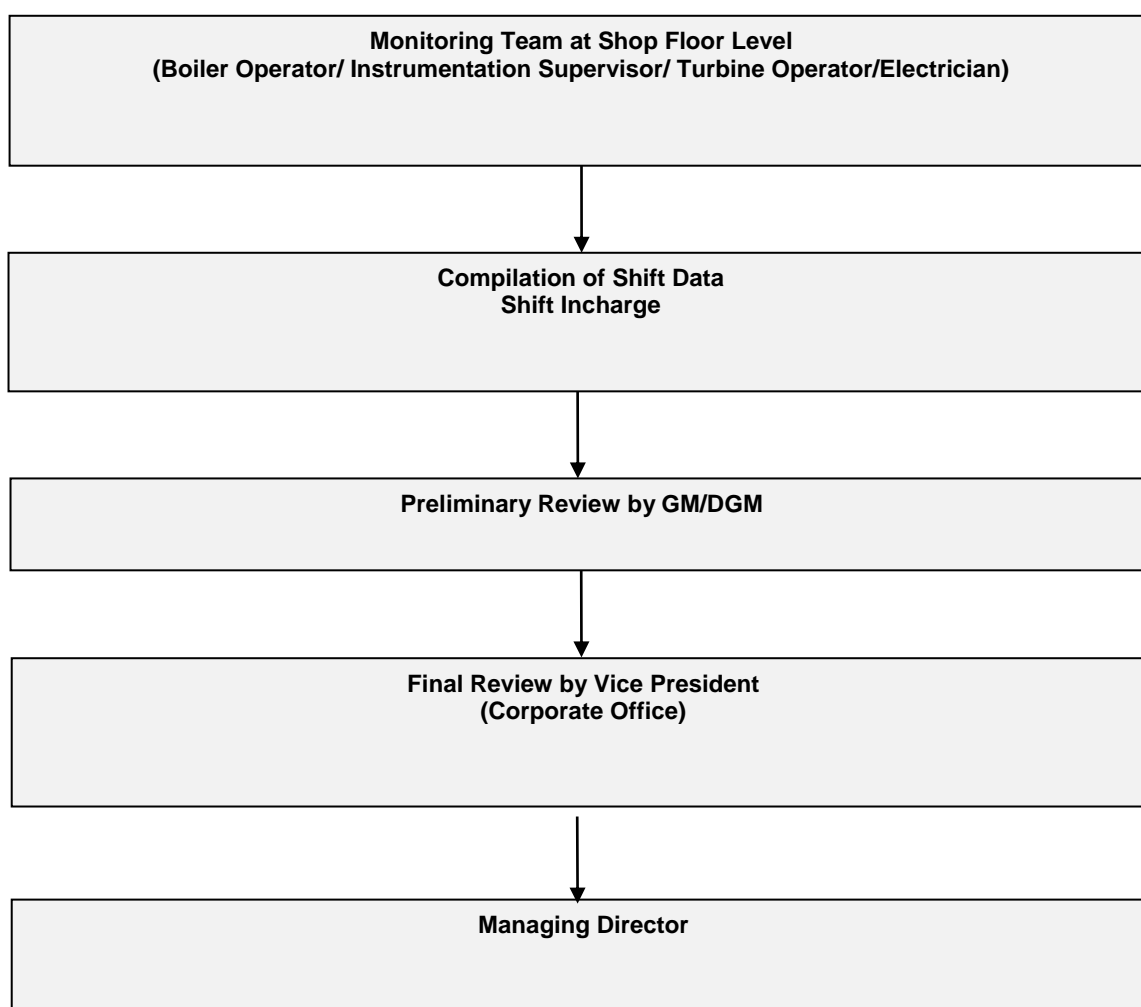 Monitoring Team at Shop Floor Level
(Boiler Operator/ Instrumentation Supervisor/ Turbine Operator/Electrician)
Compilation of Shift Data
Shift Incharge
Preliminary Review by GM/DGM
Final Review by Vice President
(Corporate Office)
Managing Director